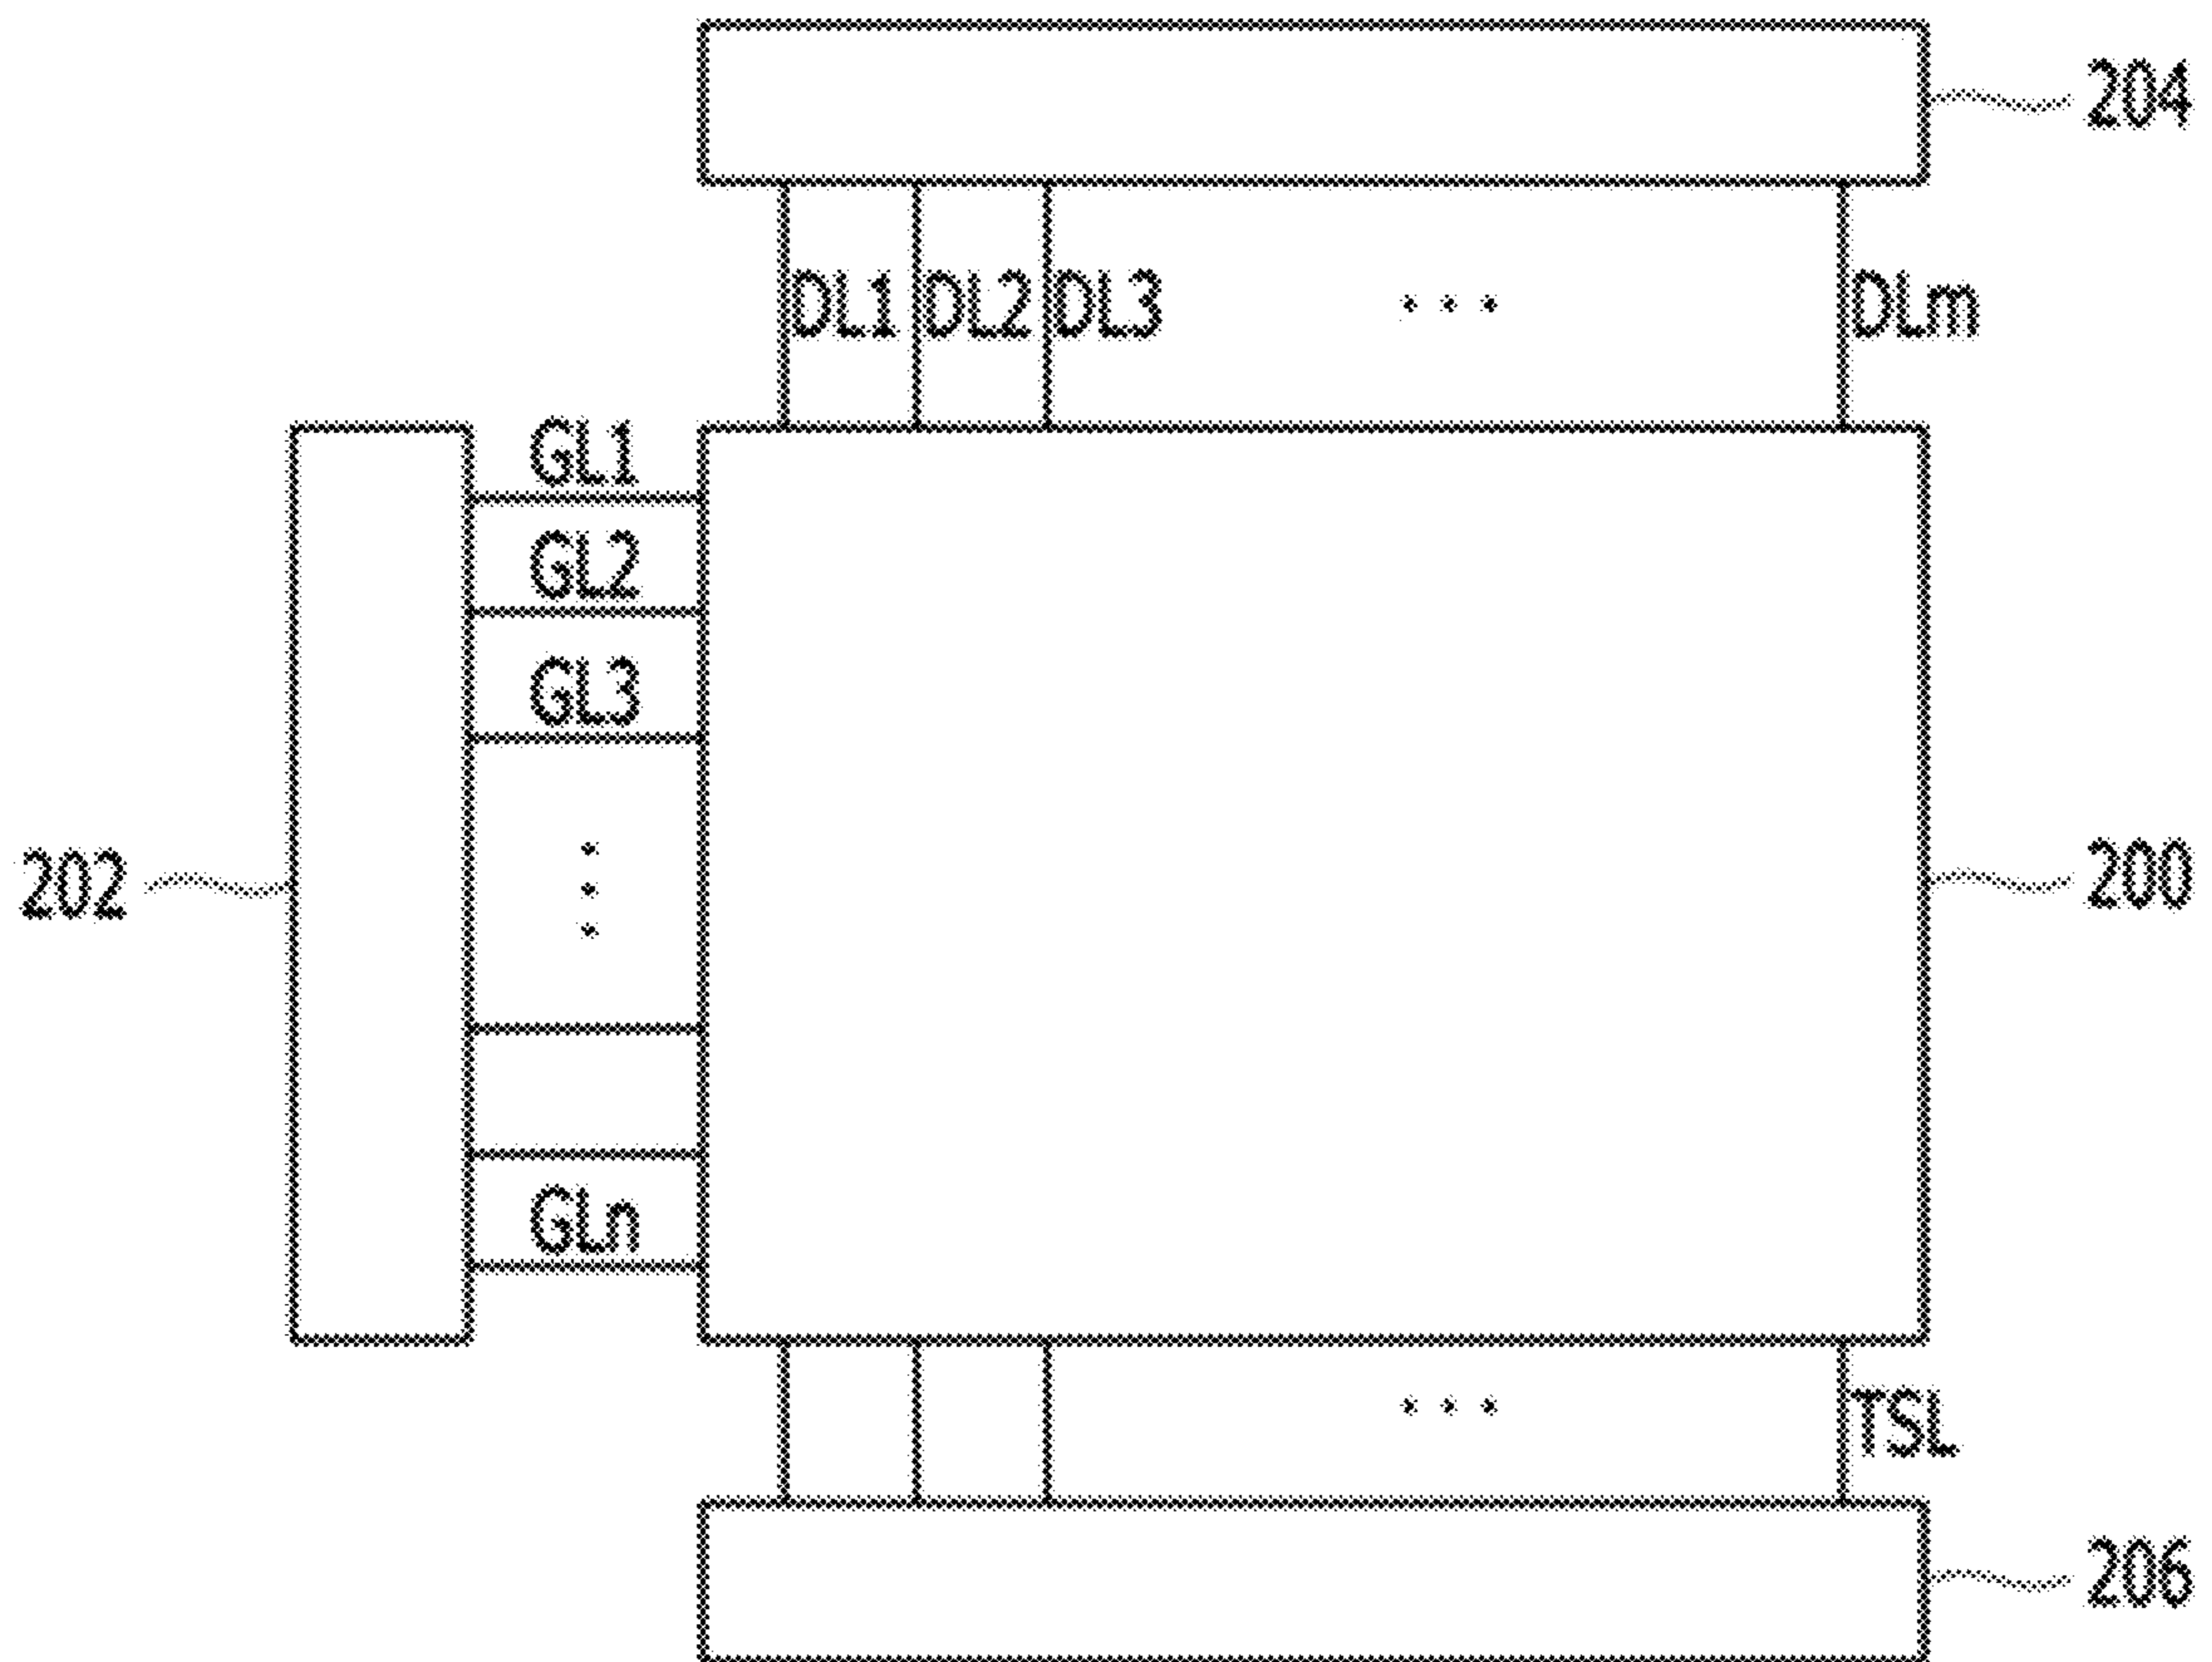 204
DL1 DL2 DL3 ... DLm
GL1
GL2
GL3
202
200
GLn
... TSL
206